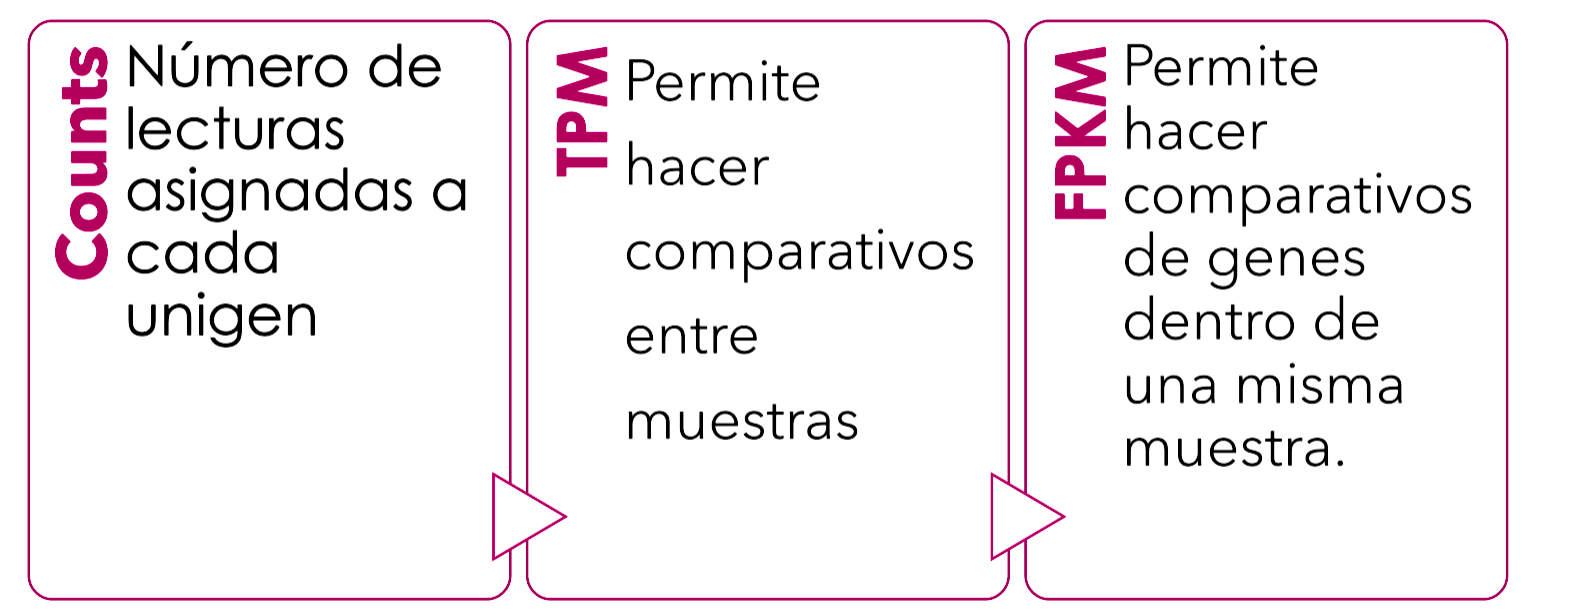 Counts
Número de
lecturas
asignadas a
cada
unigen
TPM
Permite
hacer
comparativos
entre
muestras
FPKM
Permite
hacer
comparativos
de genes
dentro de
una misma
muestra.